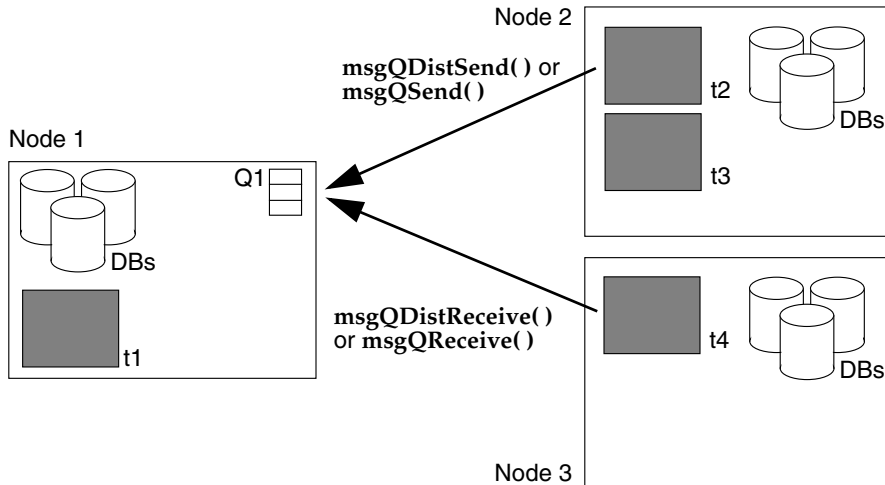 Node 2
msgQDistSend( ) or
msgQSend( )
t2
DBs
t3
Node 1
Q1
DBs
t1
msgQDistReceive( )
or msgQReceive( )
t4
DBs
Node 3